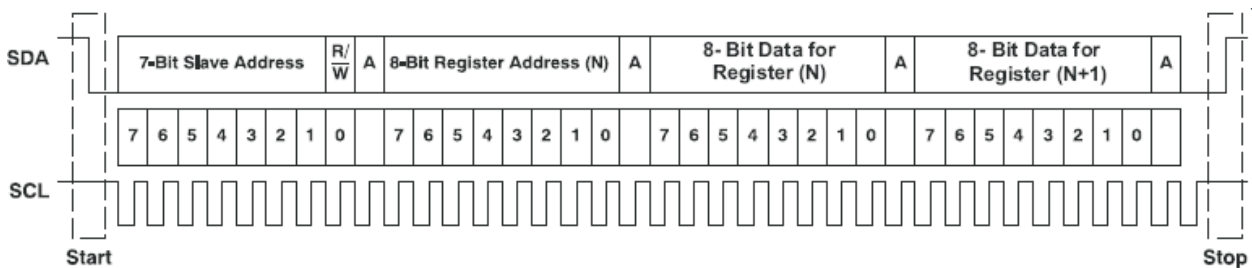 SDA
7-Bit Slave Address
R/
W
A
8-Bit Register Address (N)
A
8- Bit Data for
Register (N)
A
8- Bit Data for
Register (N+1)
A
7 6 5 4 3 2 1 0 7 6 5 4 3 2 1 0 7 6 5 4 3 2 1 0 7 6 5 4 3 2 1 0
SCL
Start
Stop